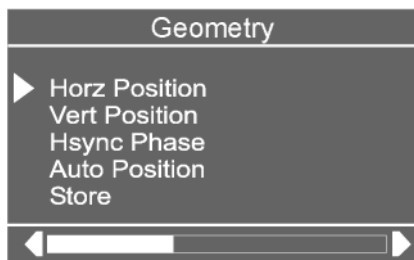 Geometry
Horz Position
Vert Position
Hsync Phase
Auto Position
Store